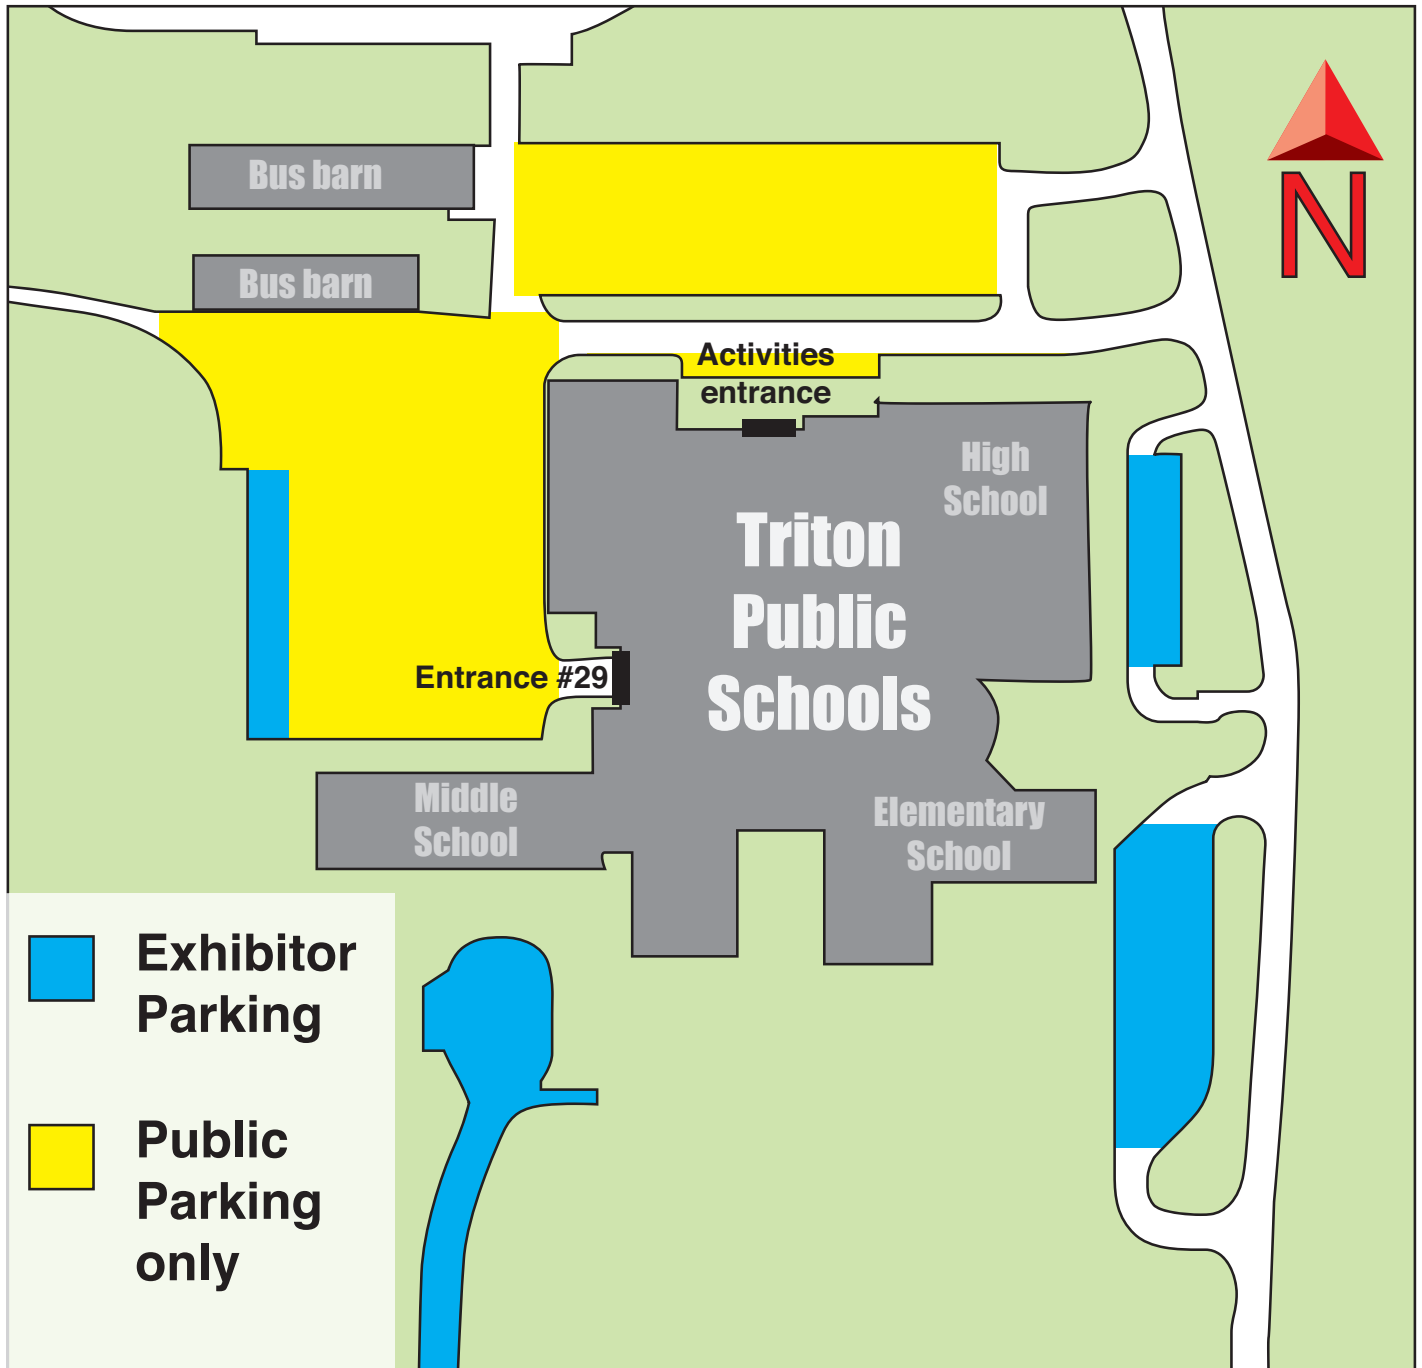 Bus barn
N
Bus barn
Activities
entrance
High
School
Triton
Public
Schools
Entrance #29
Middle
School
Elementary
School
Exhibitor
Parking
Public
Parking
only